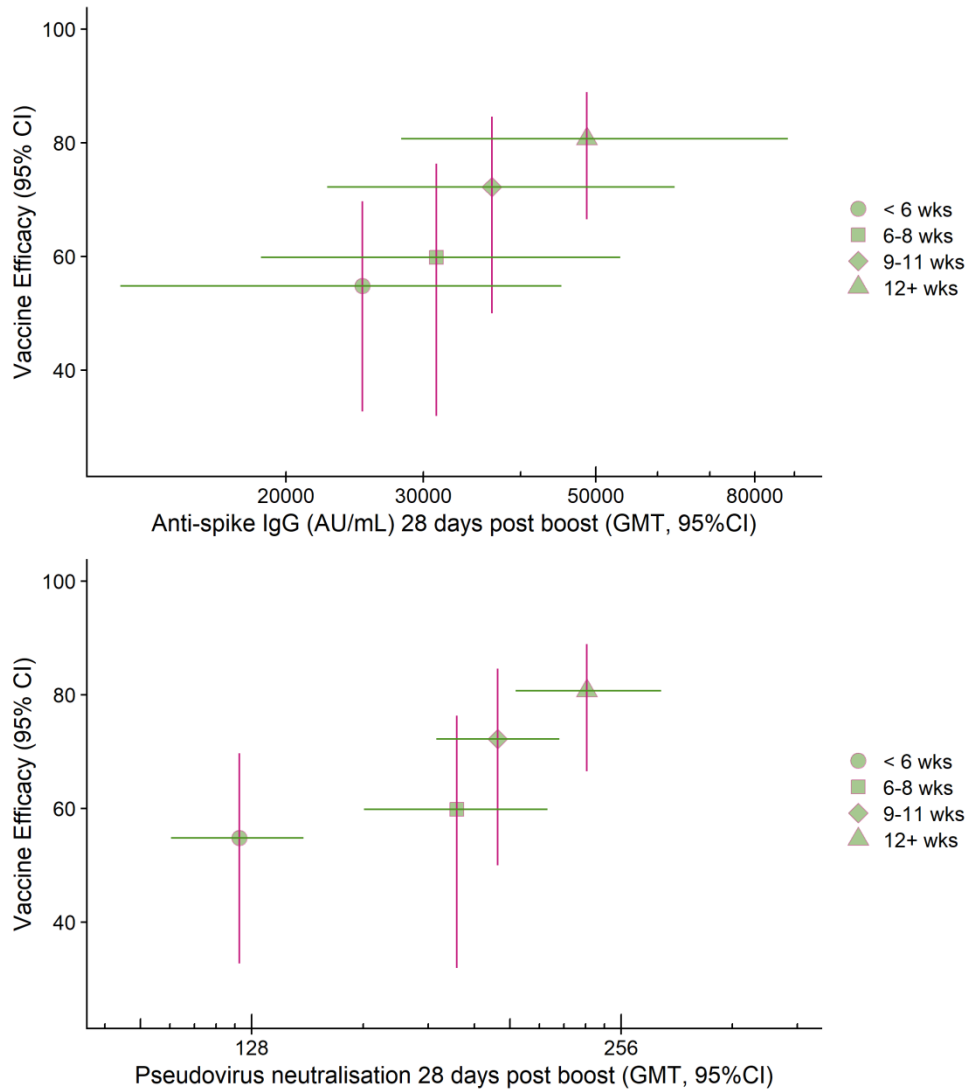 Vaccine Efficacy (95% CI)
100
80
60
40
20000 30000 50000 80000
Anti-spike IgG (AU/mL) 28 days post boost (GMT, 95%CI)
< 6 wks
6-8 wks
9-11 wks
12+ wks
Vaccine Efficacy (95% CI)
100
80
60
40
128 256
Pseudovirus neutralisation 28 days post boost (GMT, 95%CI)
< 6 wks
6-8 wks
9-11 wks
12+ wks